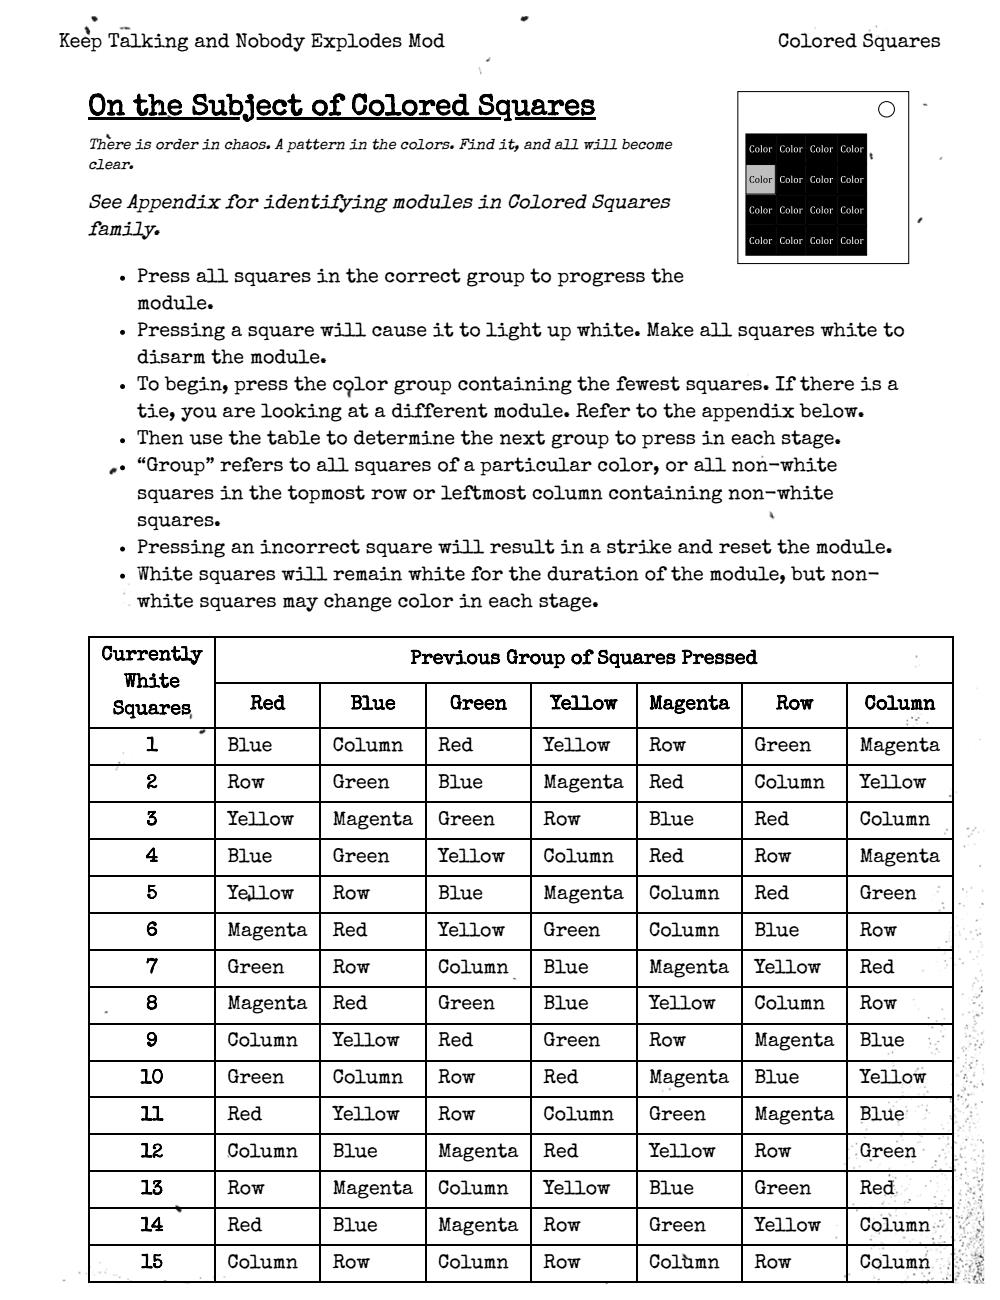 Keep Talking and Nobody Explodes Mod
Colored Squares
On the Subject of Colored Squares
There is order in chaos. A pattern in the colors. Find it, and all will become
clear.
See Appendix for identifying modules in Colored Squares
family.
Color Color Color Color
Color Color Color Color
Color Color Color Color
Color Color Color Color
• Press all squares in the correct group to progress the
module.
• Pressing a square will cause it to light up white. Make all squares white to
disarm the module.
• To begin, press the color group containing the fewest squares. If there is a
tie, you are looking at a different module. Refer to the appendix below.
• Then use the table to determine the next group to press in each stage.
• “Group” refers to all squares of a particular color, or all non-white
squares in the topmost row or leftmost column containing non-white
squares.
• Pressing an incorrect square will result in a strike and reset the module.
• White squares will remain white for the duration of the module, but non-
white squares may change color in each stage.
Currently
White
Squares
Previous Group of Squares Pressed
Red Blue Green Yellow Magenta Row Column
1 Blue Column Red Yellow Row Green Magenta
2 Row Green Blue Magenta Red Column Yellow
3 Yellow Magenta Green Row Blue Red Column
4 Blue Green Yellow Column Red Row Magenta
5 Yellow Row Blue Magenta Column Red Green
6 Magenta Red Yellow Green Column Blue Row
7 Green Row Column Blue Magenta Yellow Red
8 Magenta Red Green Blue Yellow Column Row
9 Column Yellow Red Green Row Magenta Blue
10 Green Column Row Red Magenta Blue Yellow
11 Red Yellow Row Column Green Magenta Blue
12 Column Blue Magenta Red Yellow Row Green
13 Row Magenta Column Yellow Blue Green Red
14 Red Blue Magenta Row Green Yellow Column
15 Column Row Column Row Column Row Column